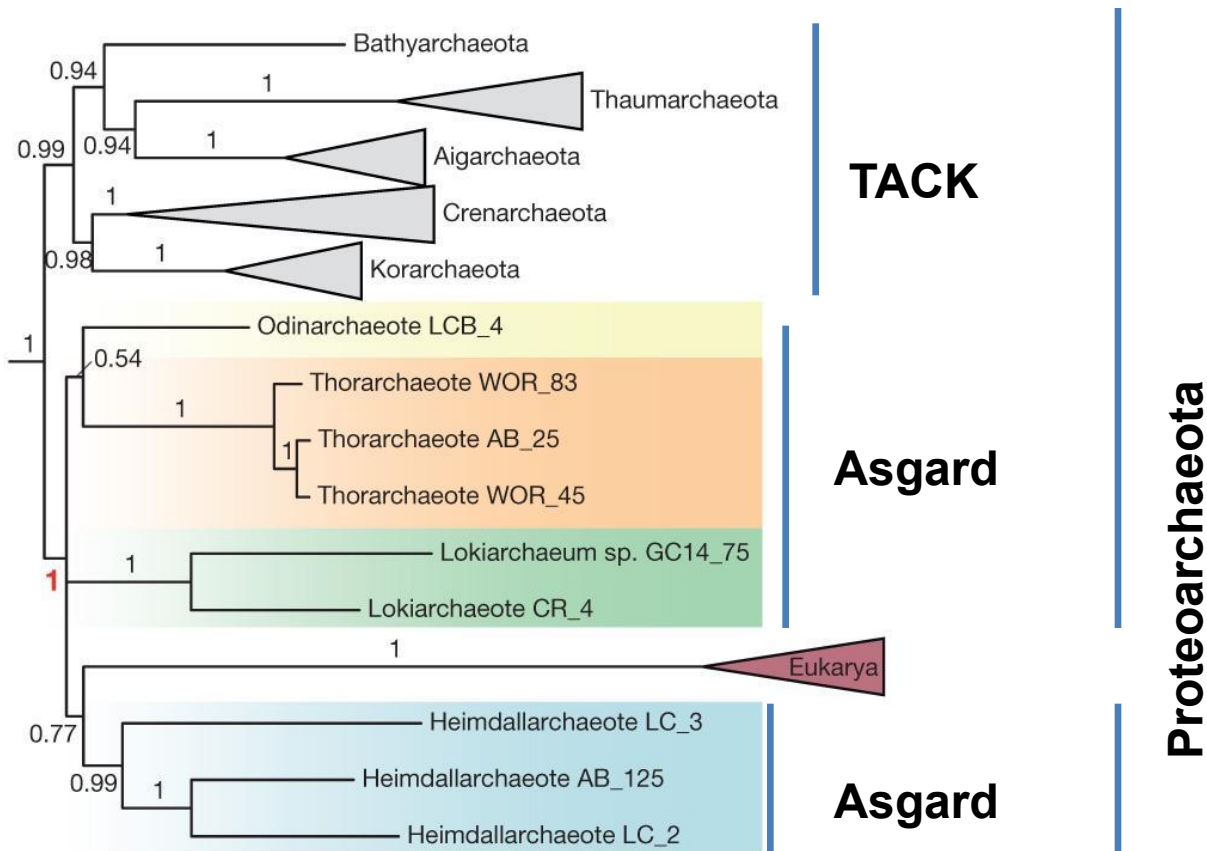 Bathyarchaeota
0.94
1
Thaumarchaeota
0.99
0.94
1
Aigarchaeota
TACK
1
Crenarchaeota
0.98
1
Korarchaeota
Odinarchaeote LCB_4
1
0.54
Thorarchaeote WOR_83
1
Thorarchaeote AB_25
1
Asgard
Thorarchaeote WOR_45
Lokiarchaeum sp. GC14_75
1
1
Lokiarchaeote CR_4
Proteoarchaeota
1
Eukarya
Heimdallarchaeote LC_3
0.77
Heimdallarchaeote AB_125
0.99
1
Asgard
Heimdallarchaeote LC_2